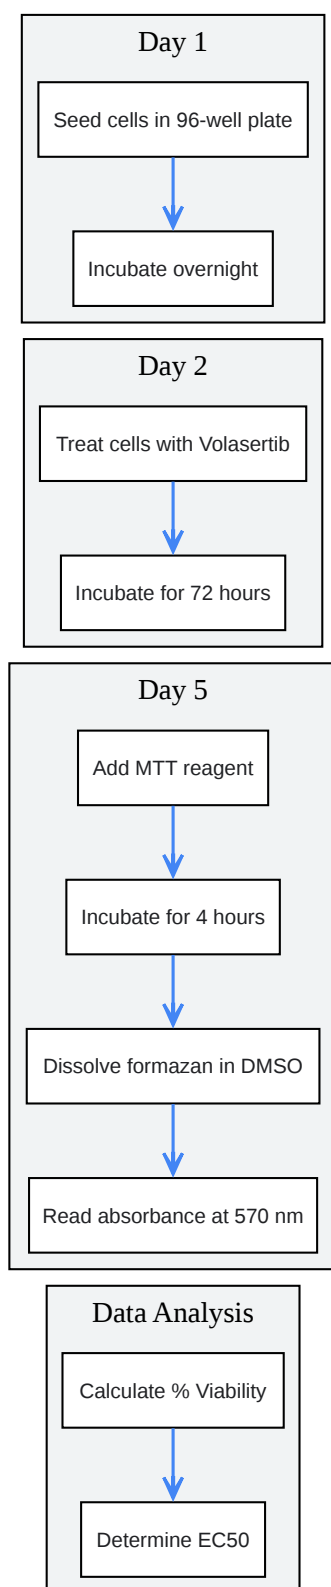 Day 1
Seed cells in 96-well plate
Incubate overnight
Day 2
Treat cells with Volasertib
Incubate for 72 hours
Day 5
Add MTT reagent
Incubate for 4 hours
Dissolve formazan in DMSO
Read absorbance at 570 nm
Data Analysis
Calculate % Viability
Determine EC50